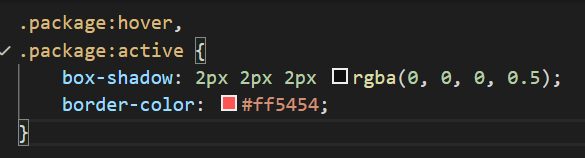 .package:hover,
.package:active {
    box-shadow: 2px 2px 2px rgba(0, 0, 0, 0.5);
    border-color: #ff5454;
}